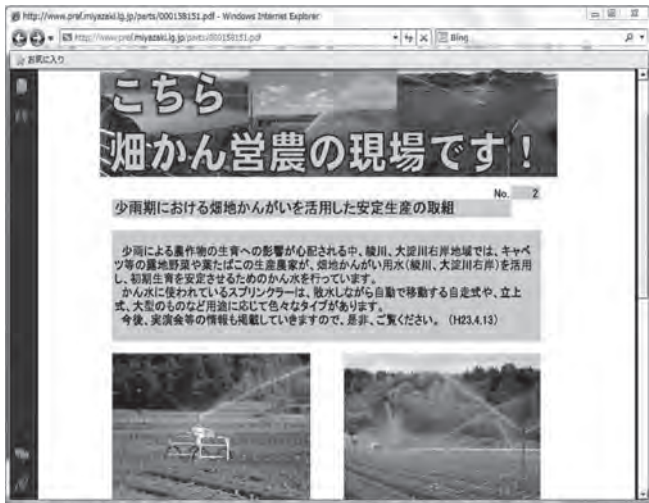 http://www.pref.miyazaki.lg.jp/parts/000158151.pdf - Windows Internet Explorer
http://www.pref.miyazaki.lg.jp/parts/000158151.pdf
Bing
お気に入り
こちら
畑かん営農の現場です！
No. 2
少雨期における畑地かんがいを活用した安定生産の取組
少雨による農作物の生育への影響が心配される中、綾川、大淀川右岸地域では、キャベ
ツ等の露地野菜や葉たばこの生産農家が、畑地かんがい用水(綾川、大淀川右岸)を活用
し、初期生育を安定させるためのかん水を行っています。
かん水に使われているスプリンクラーは、散水しながら自動で移動する自走式や、立上
式、大型のものなど用途に応じて色々なタイプがあります。
今後、実演会等の情報も掲載していきますので、是非、ご覧ください。 (H23.4.13)